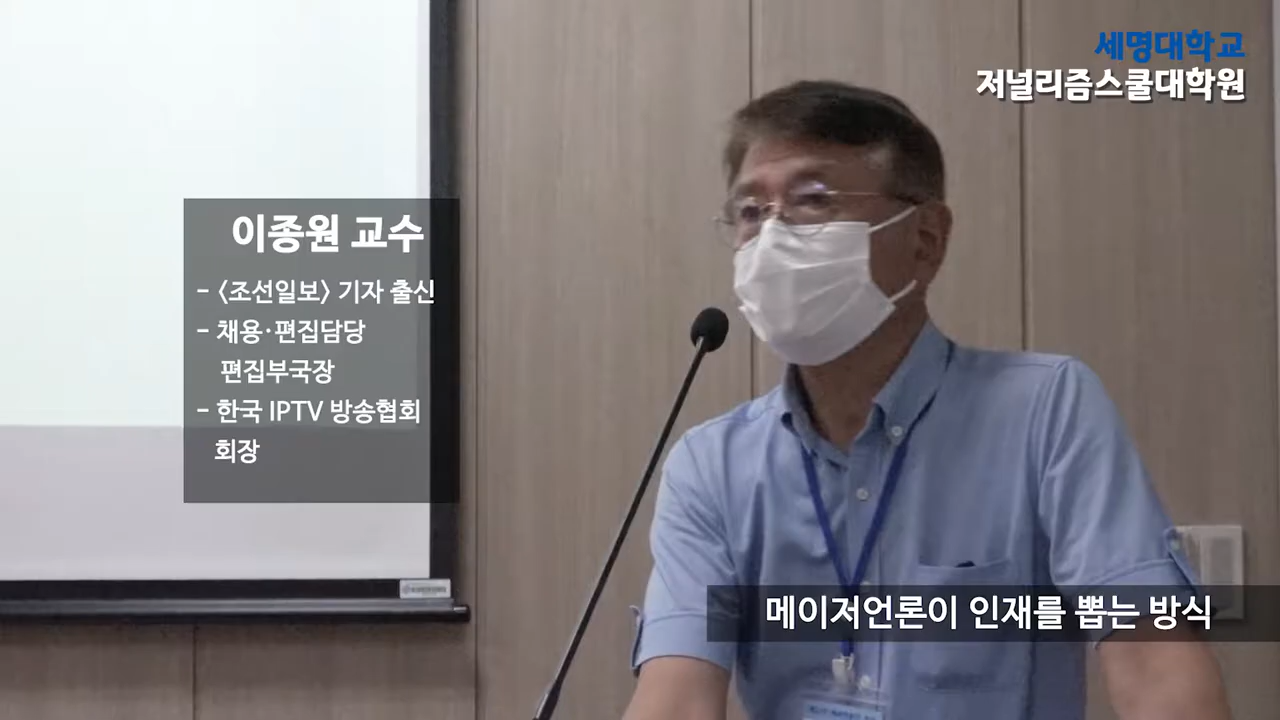 세명대학교
저널리즘스쿨대학원
이종원 교수
- 〈조선일보〉 기자 출신
- 채용·편집담당
편집부국장
- 한국 IPTV 방송협회
회장
메이저언론이 인재를 뽑는 방식